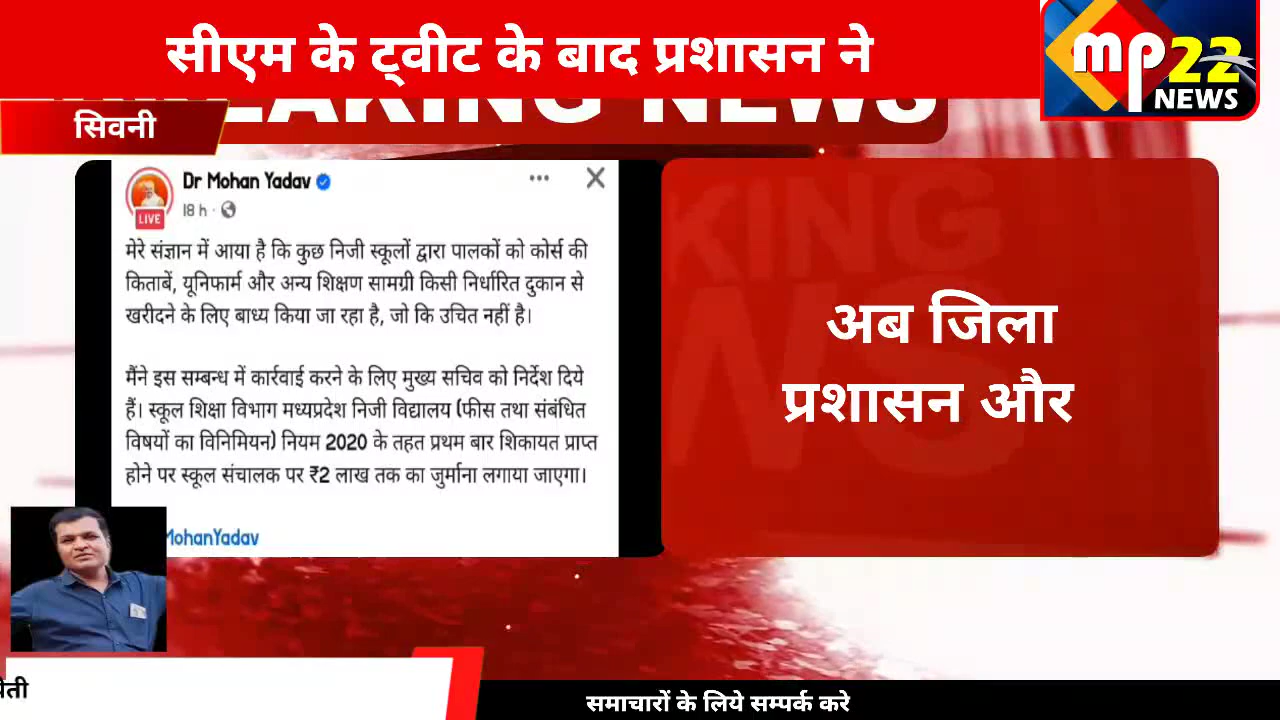 सीएम के ट्वीट के बाद प्रशासन ने
mp22
NEWS
BREAKING NEWS
सिवनी
Dr Mohan Yadav
LIVE
18 h
मेरे संज्ञान में आया है कि कुछ निजी स्कूलों द्वारा पालकों को कोर्स की
किताबें, यूनिफार्म और अन्य शिक्षण सामग्री किसी निर्धारित दुकान से
खरीदने के लिए बाध्य किया जा रहा है, जो कि उचित नहीं है।
मैंने इस सम्बन्ध में कार्रवाई करने के लिए मुख्य सचिव को निर्देश दिये
हैं। स्कूल शिक्षा विभाग मध्यप्रदेश निजी विद्यालय (फीस तथा संबंधित
विषयों का विनिमियन) नियम 2020 के तहत प्रथम बार शिकायत प्राप्त
होने पर स्कूल संचालक पर ₹2 लाख तक का जुर्माना लगाया जाएगा।
MohanYadav
अब जिला
प्रशासन और
समाचारों के लिये सम्पर्क करे